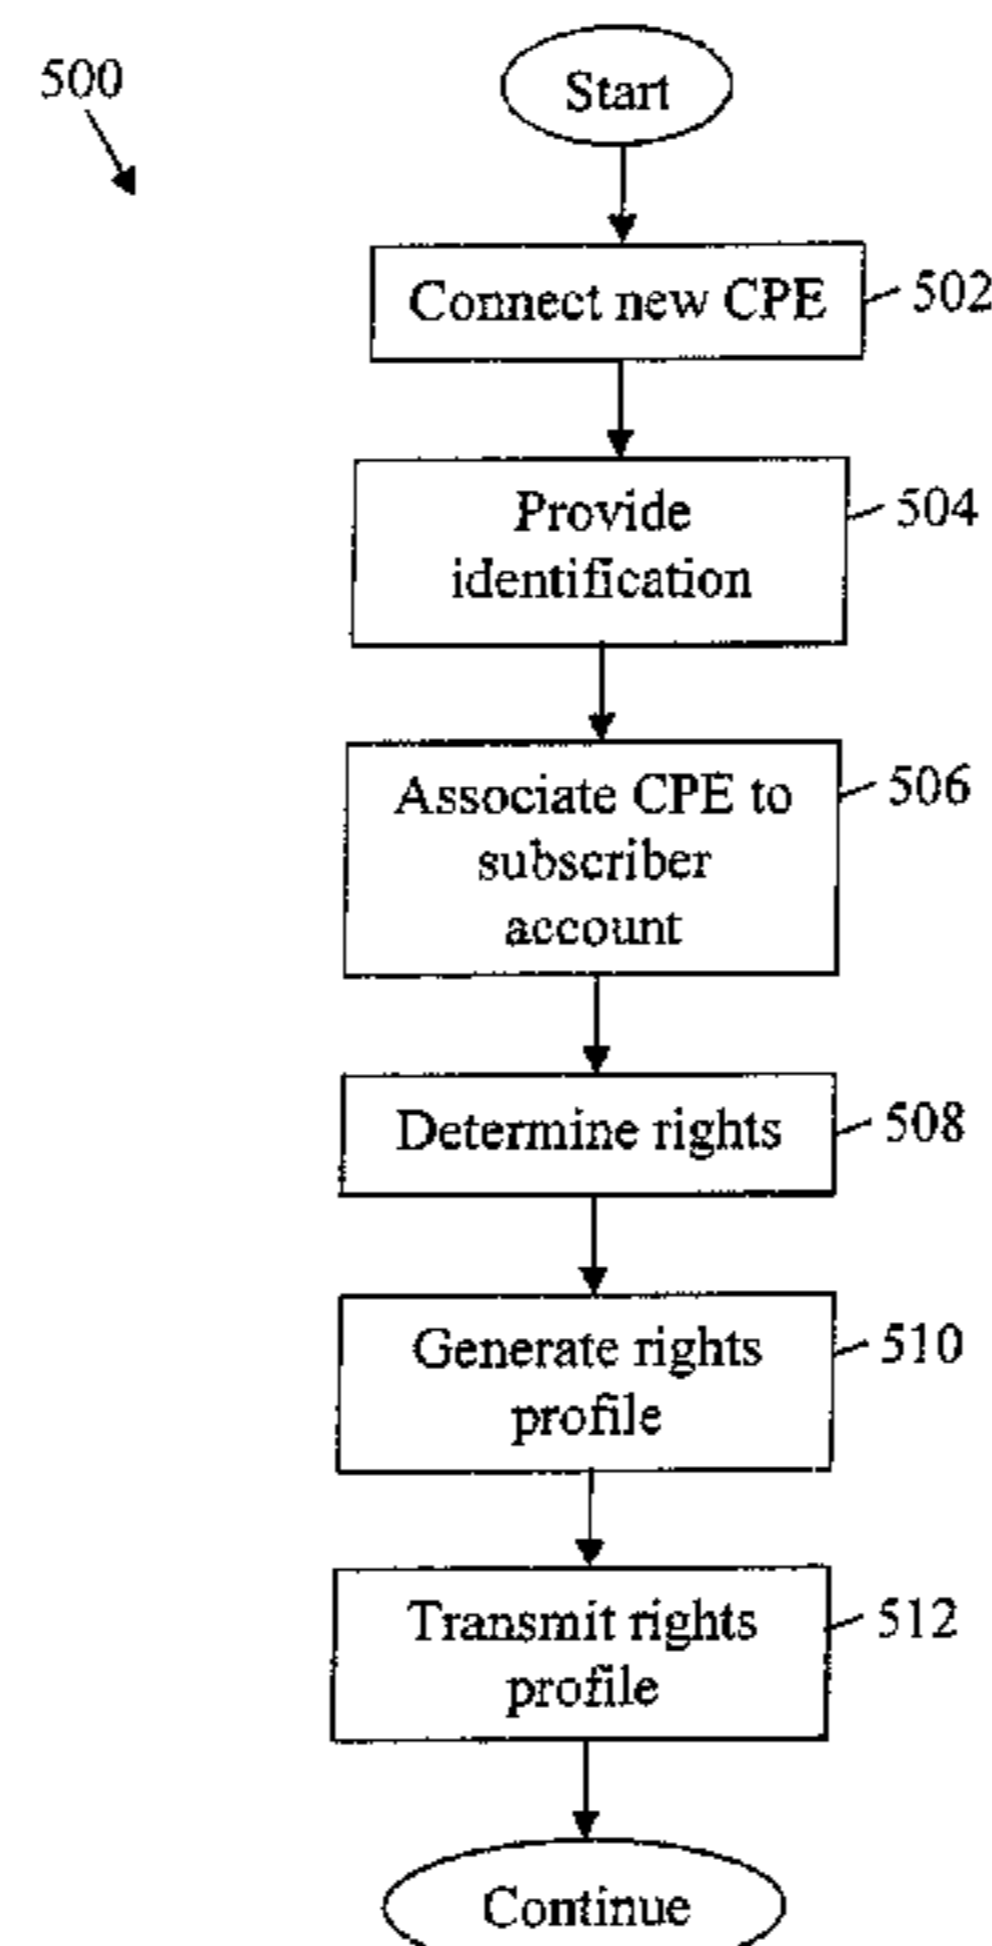 500
Start
Connect new CPE
502
Provide
identification
504
Associate CPE to
subscriber
account
506
Determine rights
508
Generate rights
profile
510
Transmit rights
profile
512
Continue